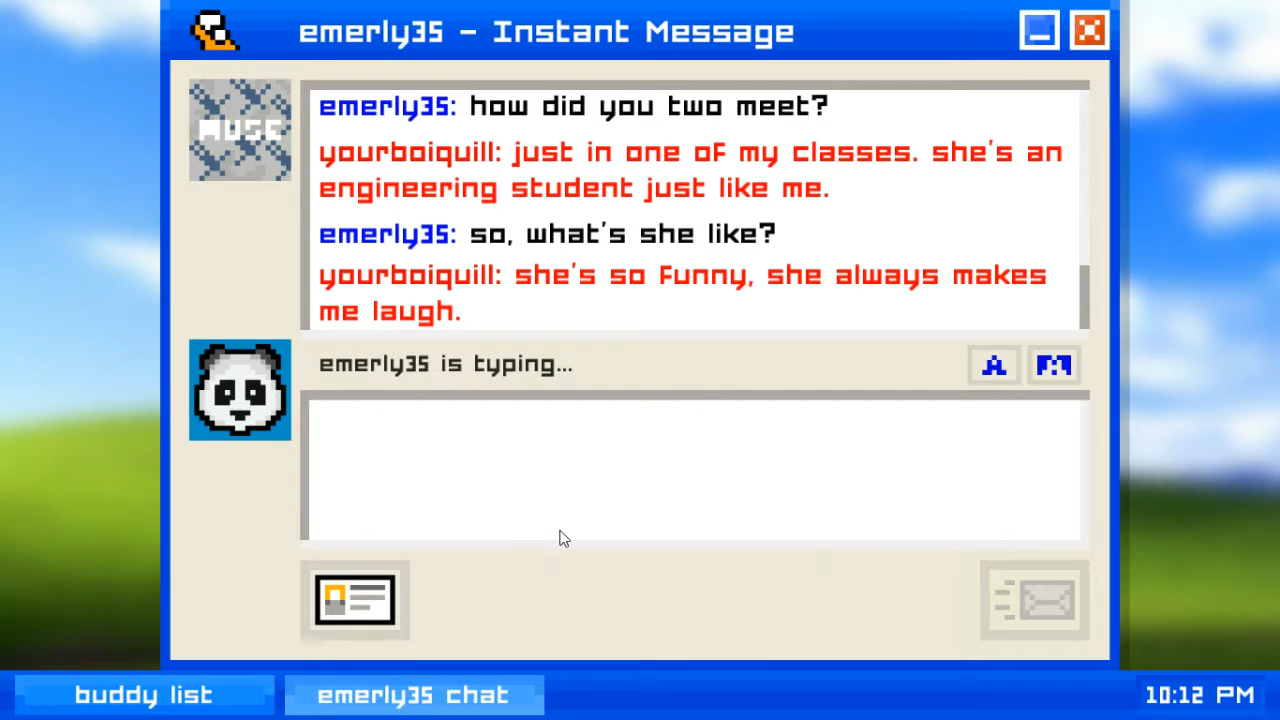 emerly35 - Instant Message
MUSE
emerly35: how did you two meet?
yourboiquill: just in one of my classes. she's an
engineering student just like me.
emerly35: so, what's she like?
yourboiquill: she's so funny, she always makes
me laugh.
emerly35 is typing...
A
buddy list
emerly35 chat
10:12 PM